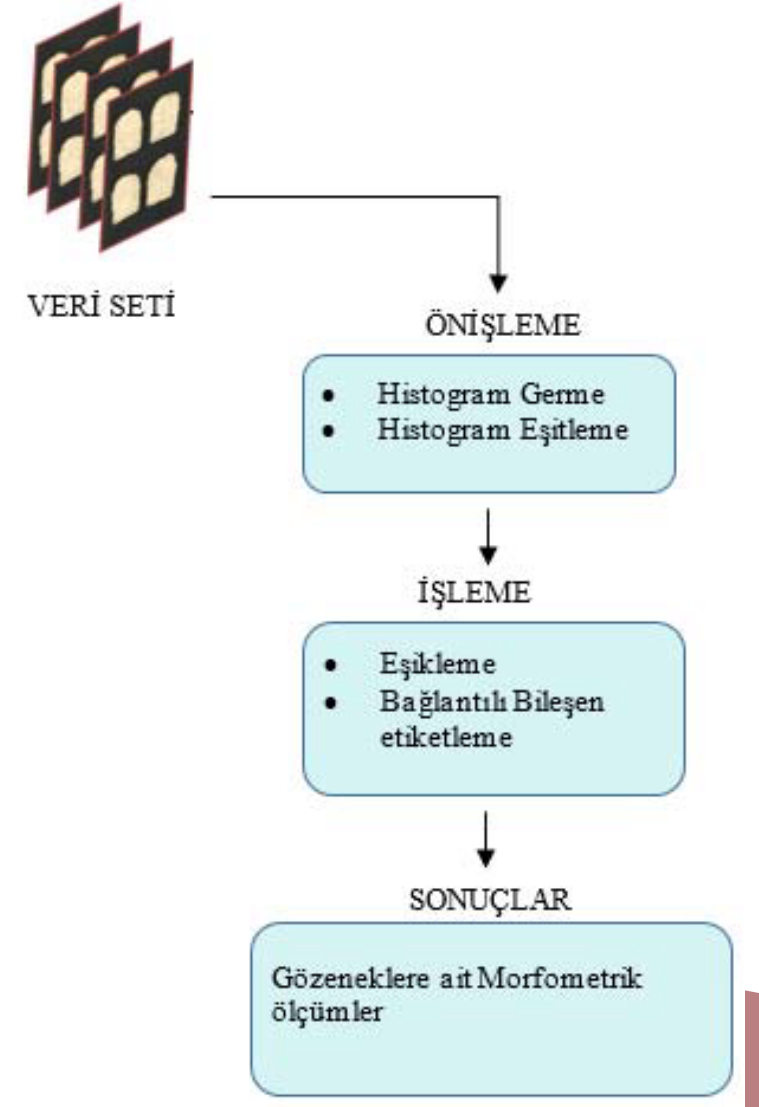 VERİ SETİ
ÖNİŞLEME
• Histogram Germe
• Histogram Eşitleme
İŞLEME
• Eşikleme
• Bağlantılı Bileşen
etiketleme
SONUÇLAR
Gözeneklere ait Morfometrik
ölçümler